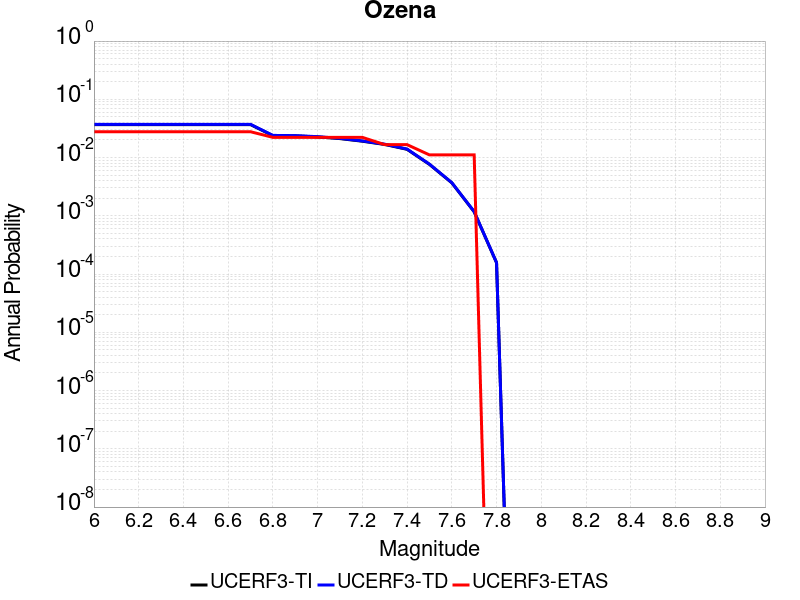 Ozena
Annual Probability
10^0
10^-1
10^-2
10^-3
10^-4
10^-5
10^-6
10^-7
10^-8
6 6.2 6.4 6.6 6.8 7 7.2 7.4 7.6 7.8 8 8.2 8.4 8.6 8.8 9
Magnitude
UCERF3-TI UCERF3-TD UCERF3-ETAS